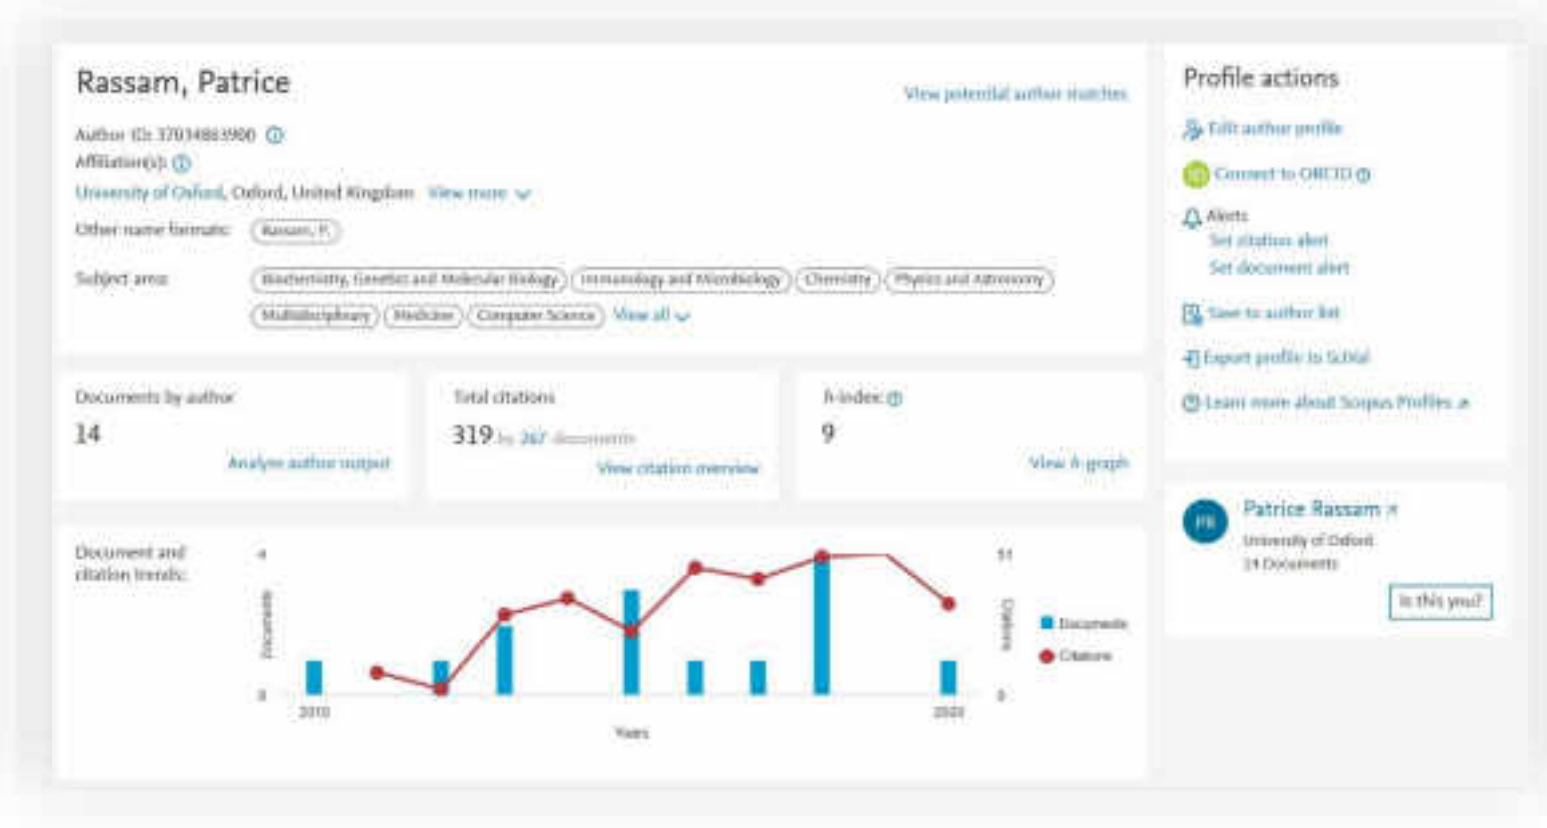 Rassam, Patrice
View potential author matches
Author ID: 37034883900
Affiliation(s):
University of Oxford, Oxford, United Kingdom View more
Other name formats: Rassam, P.
Subject area: Biochemistry, Genetics and Molecular Biology Immunology and Microbiology Chemistry Physics and Astronomy
Multidisciplinary Medicine Computer Science View all
Documents by author
14
Analyze author output
Total citations
319 by 267 documents
View citation overview
h-index:
9
View h-graph
Document and
citation trends:
4
0
Documents
2010
2020
Years
51
0
Citations
Documents
Citations
Profile actions
Edit author profile
iD Connect to ORCID
Alerts
Set citation alert
Set document alert
Save to author list
Export profile to SciVal
Learn more about Scopus Profiles
PR
Patrice Rassam
University of Oxford
14 Documents
Is this you?